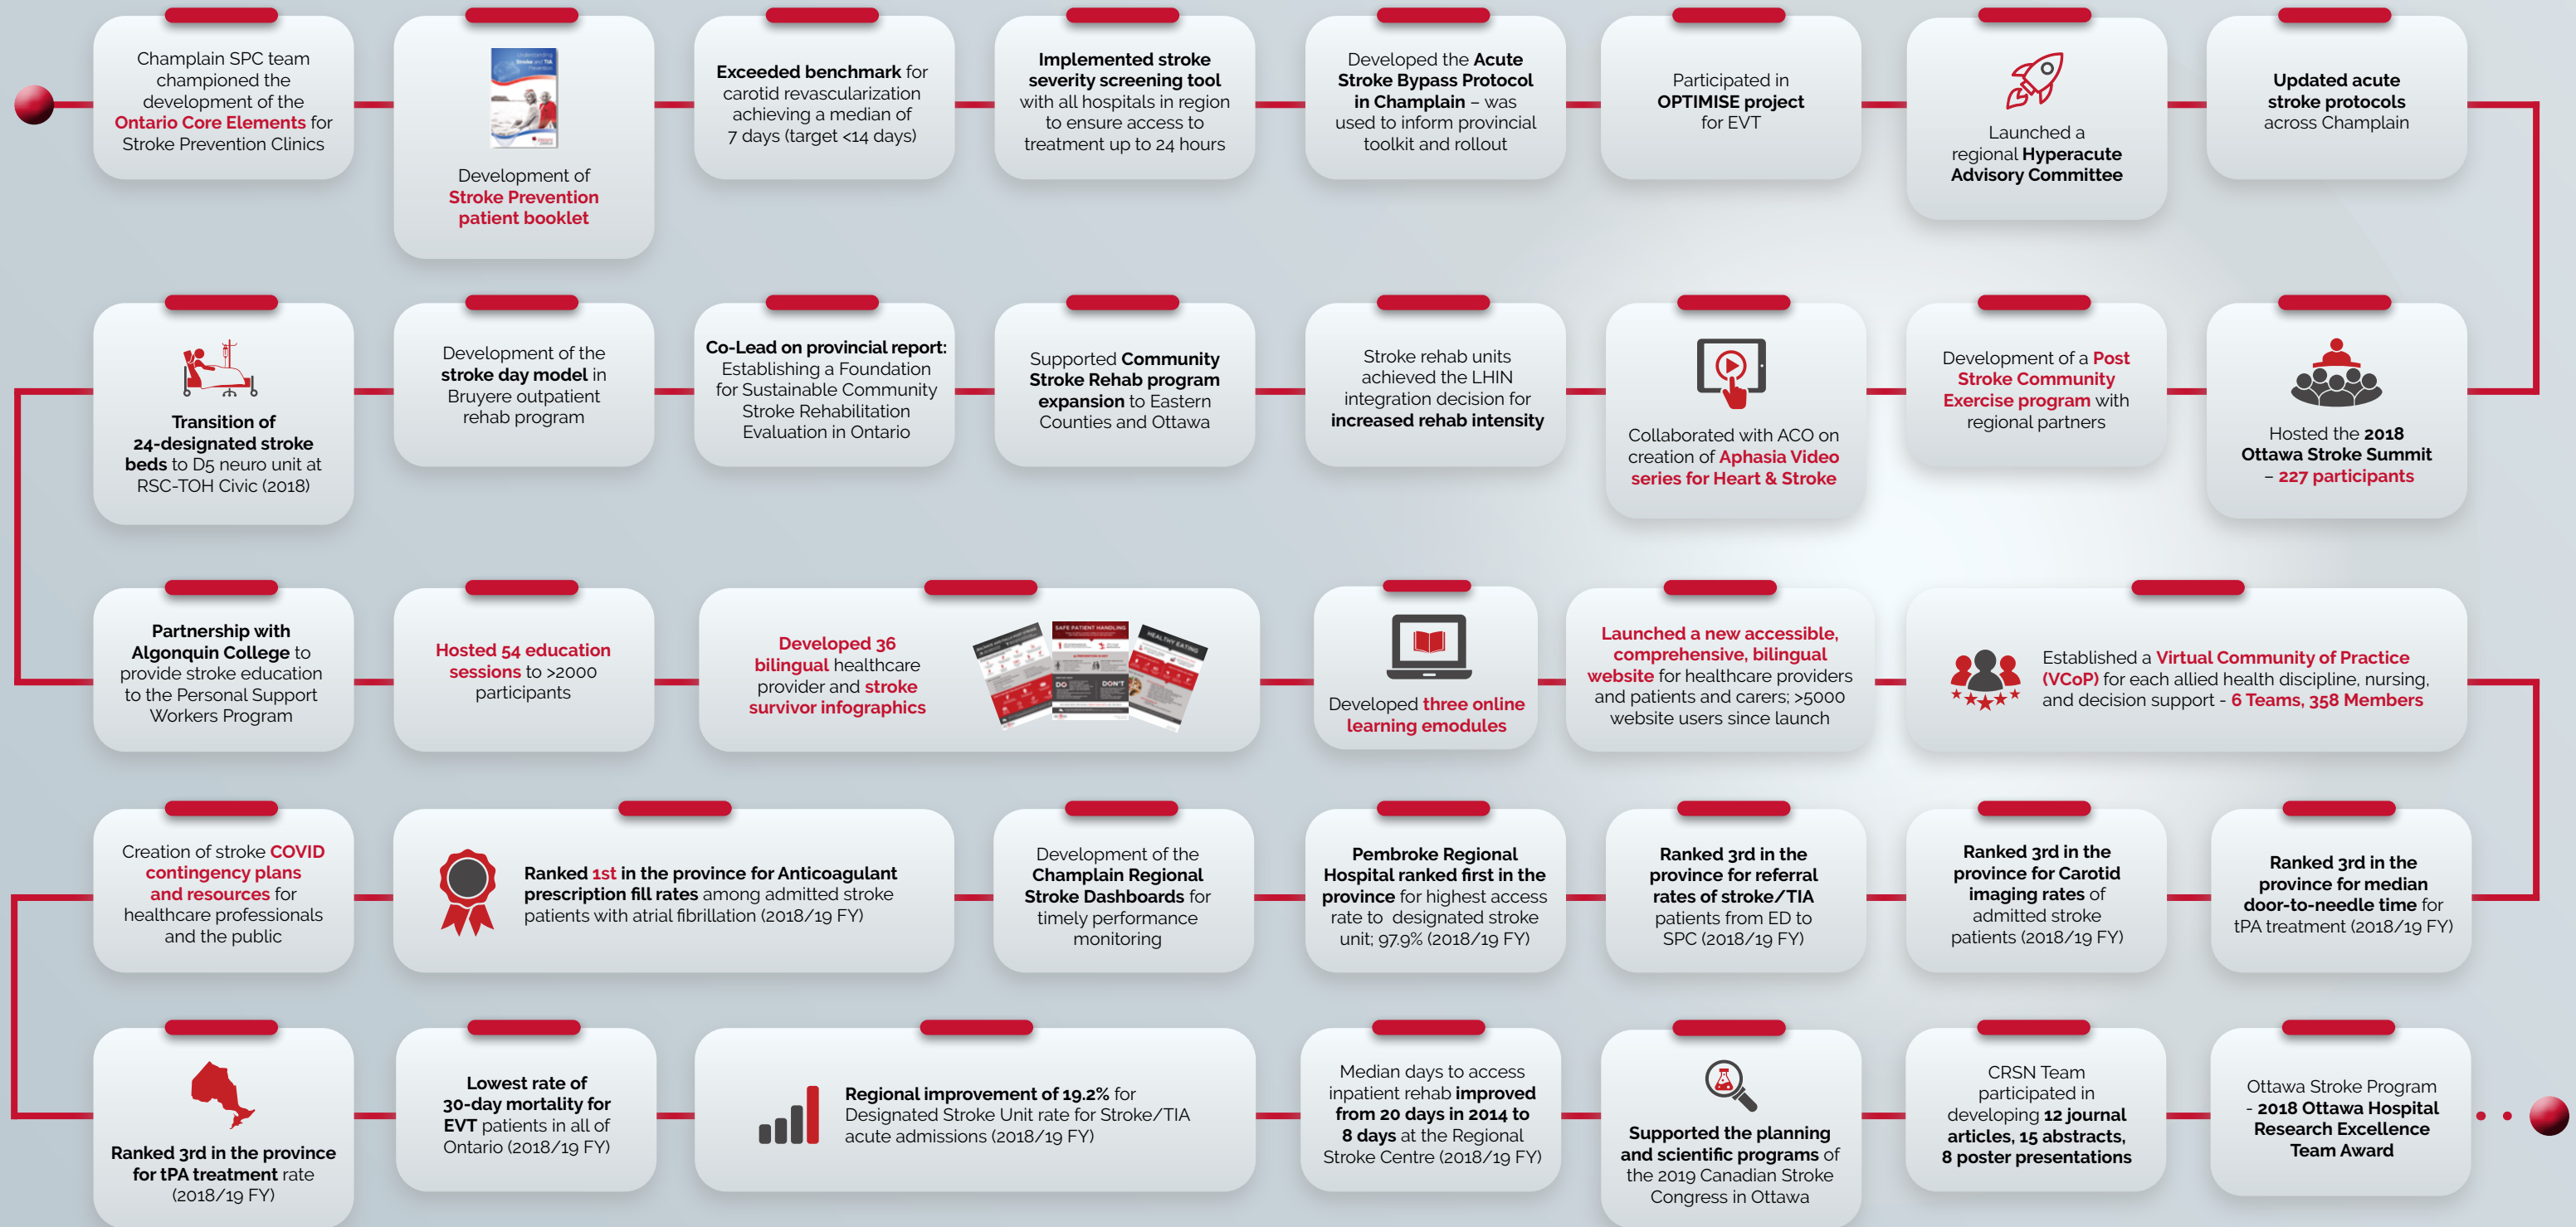 Champlain SPC team
championed the
development of the
Ontario Core Elements for
Stroke Prevention Clinics
Understanding
Stroke and TIA
Prevention
Development of
Stroke Prevention
patient booklet
Exceeded benchmark for
carotid revascularization
achieving a median of
7 days (target <14 days)
Implemented stroke
severity screening tool
with all hospitals in region
to ensure access to
treatment up to 24 hours
Developed the Acute
Stroke Bypass Protocol
in Champlain – was
used to inform provincial
toolkit and rollout
Participated in
OPTIMISE project
for EVT
Launched a
regional Hyperacute
Advisory Committee
Updated acute
stroke protocols
across Champlain
Transition of
24-designated stroke
beds to D5 neuro unit at
RSC-TOH Civic (2018)
Development of the
stroke day model in
Bruyere outpatient
rehab program
Co-Lead on provincial report:
Establishing a Foundation
for Sustainable Community
Stroke Rehabilitation
Evaluation in Ontario
Supported Community
Stroke Rehab program
expansion to Eastern
Counties and Ottawa
Stroke rehab units
achieved the LHIN
integration decision for
increased rehab intensity
Collaborated with ACO on
creation of Aphasia Video
series for Heart & Stroke
Development of a Post
Stroke Community
Exercise program with
regional partners
Hosted the 2018
Ottawa Stroke Summit
– 227 participants
Partnership with
Algonquin College to
provide stroke education
to the Personal Support
Workers Program
Hosted 54 education
sessions to >2000
participants
Developed 36
bilingual healthcare
provider and stroke
survivor infographics
SAFE PATIENT HANDLING
DO
DON'T
HEALTHY EATING
Developed three online
learning emodules
Launched a new accessible,
comprehensive, bilingual
website for healthcare providers
and patients and carers; >5000
website users since launch
Established a Virtual Community of Practice
(VCoP) for each allied health discipline, nursing,
and decision support - 6 Teams, 358 Members
Creation of stroke COVID
contingency plans
and resources for
healthcare professionals
and the public
Ranked 1st in the province for Anticoagulant
prescription fill rates among admitted stroke
patients with atrial fibrillation (2018/19 FY)
Development of the
Champlain Regional
Stroke Dashboards for
timely performance
monitoring
Pembroke Regional
Hospital ranked first in the
province for highest access
rate to designated stroke
unit; 97.9% (2018/19 FY)
Ranked 3rd in the
province for referral
rates of stroke/TIA
patients from ED to
SPC (2018/19 FY)
Ranked 3rd in the
province for Carotid
imaging rates of
admitted stroke
patients (2018/19 FY)
Ranked 3rd in the
province for median
door-to-needle time for
tPA treatment (2018/19 FY)
Ranked 3rd in the province
for tPA treatment rate
(2018/19 FY)
Lowest rate of
30-day mortality for
EVT patients in all of
Ontario (2018/19 FY)
Regional improvement of 19.2% for
Designated Stroke Unit rate for Stroke/TIA
acute admissions (2018/19 FY)
Median days to access
inpatient rehab improved
from 20 days in 2014 to
8 days at the Regional
Stroke Centre (2018/19 FY)
Supported the planning
and scientific programs of
the 2019 Canadian Stroke
Congress in Ottawa
CRSN Team
participated in
developing 12 journal
articles, 15 abstracts,
8 poster presentations
Ottawa Stroke Program
- 2018 Ottawa Hospital
Research Excellence
Team Award